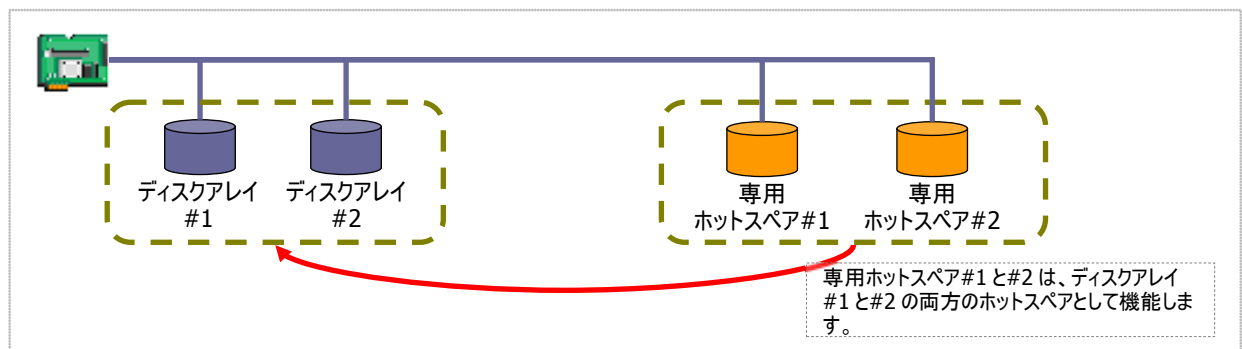 ディスクアレイ
#1
ディスクアレイ
#2
専用
ホットスペア#1
専用
ホットスペア#2
専用ホットスペア#1 と#2 は、ディスクアレイ
#1 と#2 の両方のホットスペアとして機能しま
す。